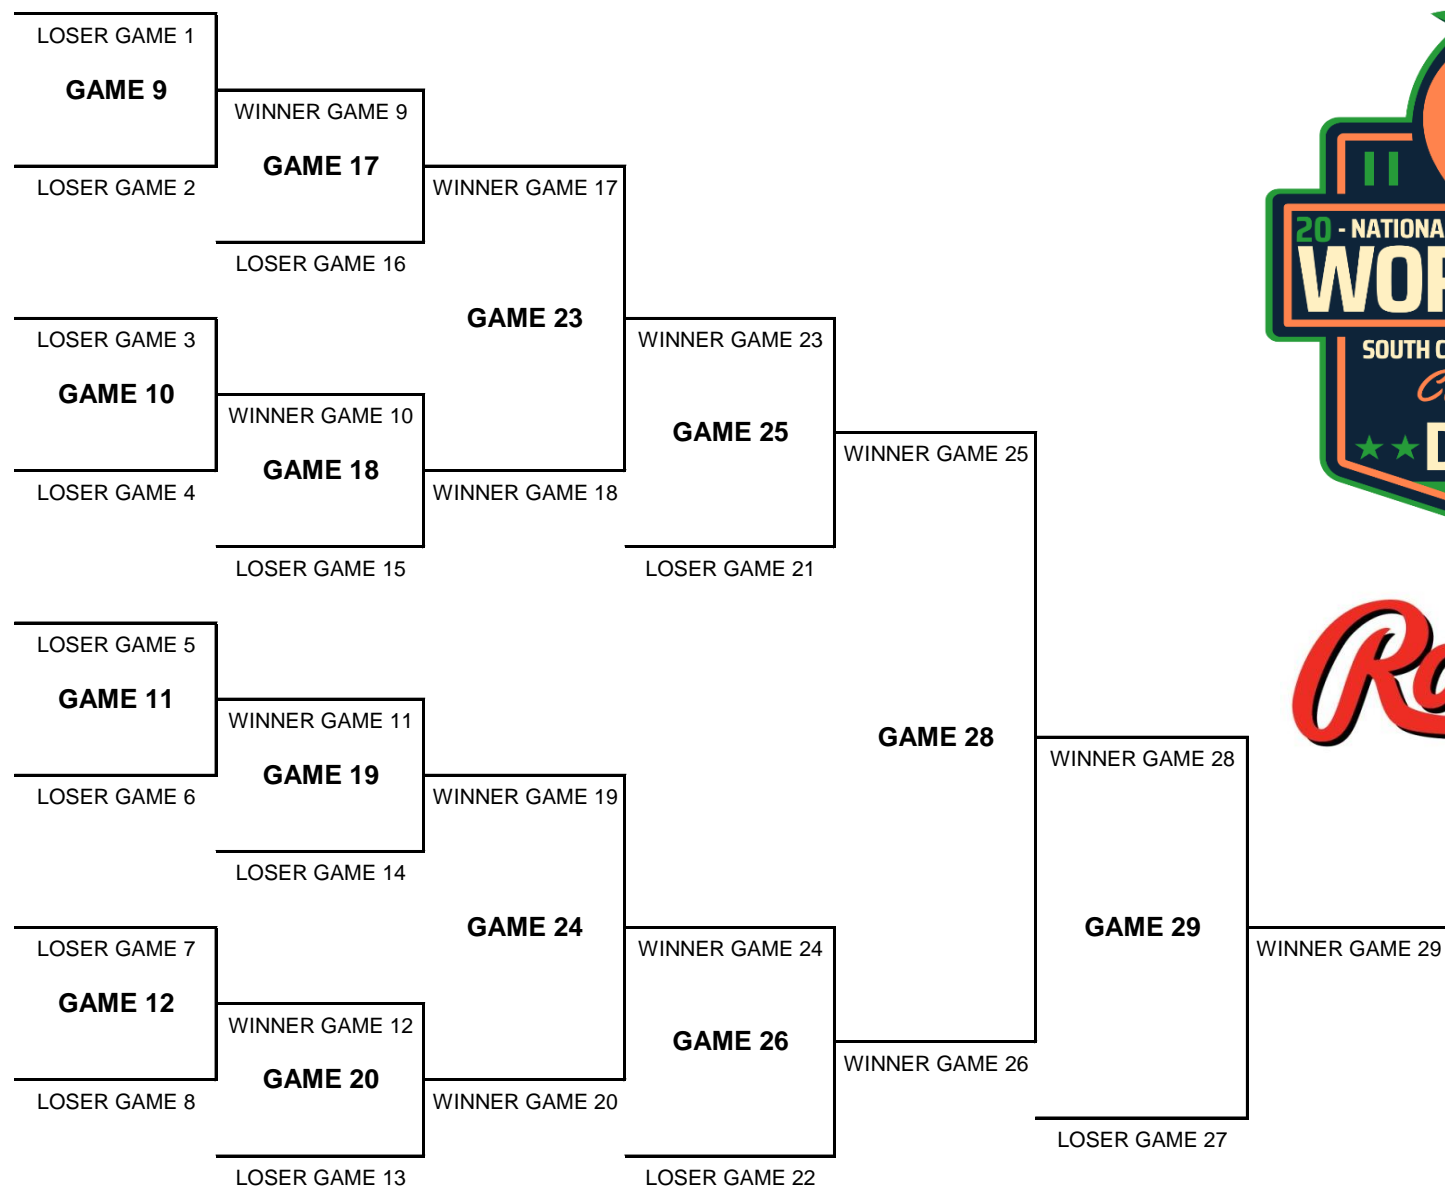 LOSER GAME 1
GAME 9
LOSER GAME 2
WINNER GAME 9
GAME 17
LOSER GAME 16
WINNER GAME 17
GAME 23
WINNER GAME 18
LOSER GAME 3
GAME 10
LOSER GAME 4
WINNER GAME 10
GAME 18
LOSER GAME 15
WINNER GAME 23
GAME 25
LOSER GAME 21
WINNER GAME 25
GAME 28
WINNER GAME 26
LOSER GAME 5
GAME 11
LOSER GAME 6
WINNER GAME 11
GAME 19
LOSER GAME 14
WINNER GAME 19
GAME 24
WINNER GAME 20
LOSER GAME 7
GAME 12
LOSER GAME 8
WINNER GAME 12
GAME 20
LOSER GAME 13
WINNER GAME 24
GAME 26
LOSER GAME 22
WINNER GAME 28
GAME 29
LOSER GAME 27
WINNER GAME 29
20 - NATIONA
WOR
SOUTH C